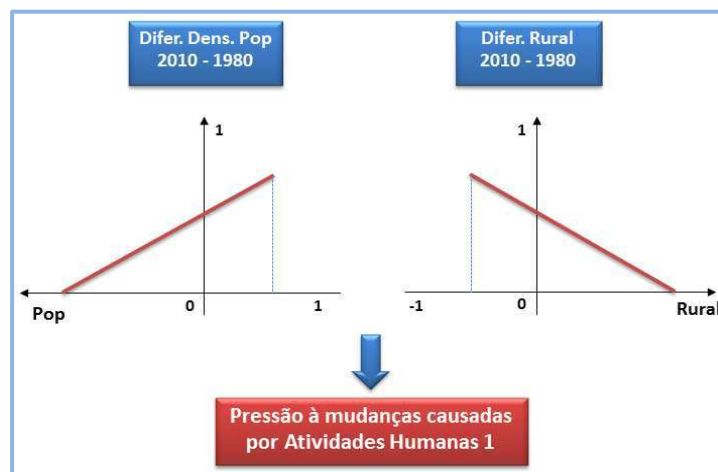 Difer. Dens. Pop
2010 - 1980
Difer. Rural
2010 - 1980
1
1
Pop
0
1
-1
0
Rural
Pressão à mudanças causadas
por Atividades Humanas 1